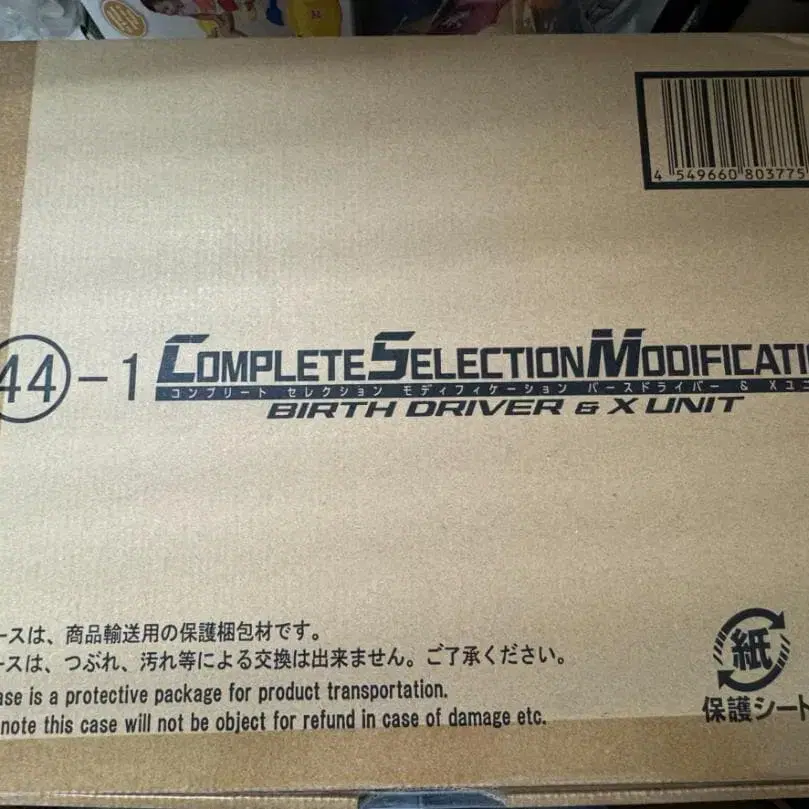 4 549660 803775
44-1 COMPLETE SELECTION MODIFICATIO
コンプリート セレクション モディフィケーション バースドライバー & Xユニ
BIRTH DRIVER & X UNIT
ースは、商品輸送用の保護梱包材です。
ースは、つぶれ、汚れ等による交換は出来ません。ご了承ください。
ase is a protective package for product transportation.
note this case will not be object for refund in case of damage etc.
紙
保護シート